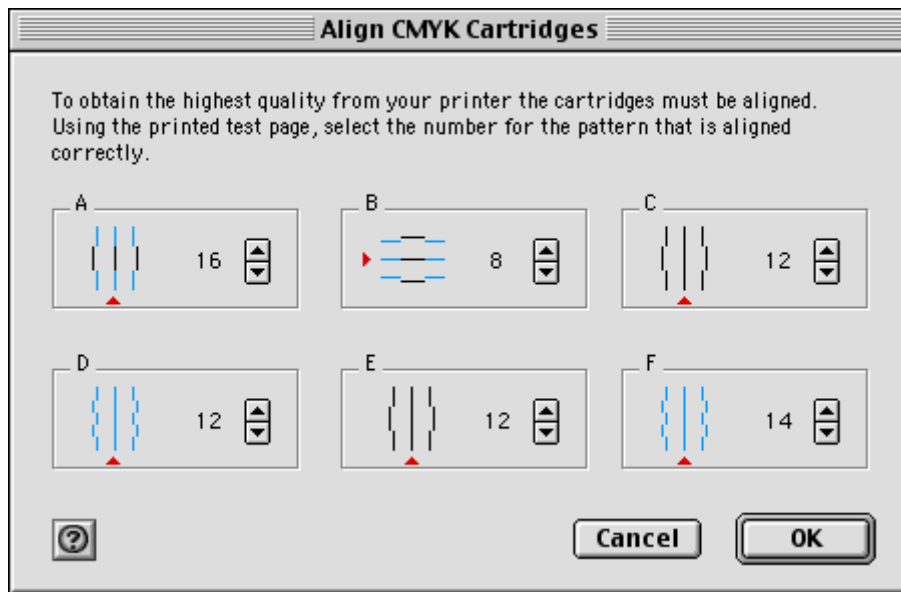 Align CMYK Cartridges
To obtain the highest quality from your printer the cartridges must be aligned.
Using the printed test page, select the number for the pattern that is aligned
correctly.
A B C
16 8 12
D E F
12 12 14
? Cancel OK